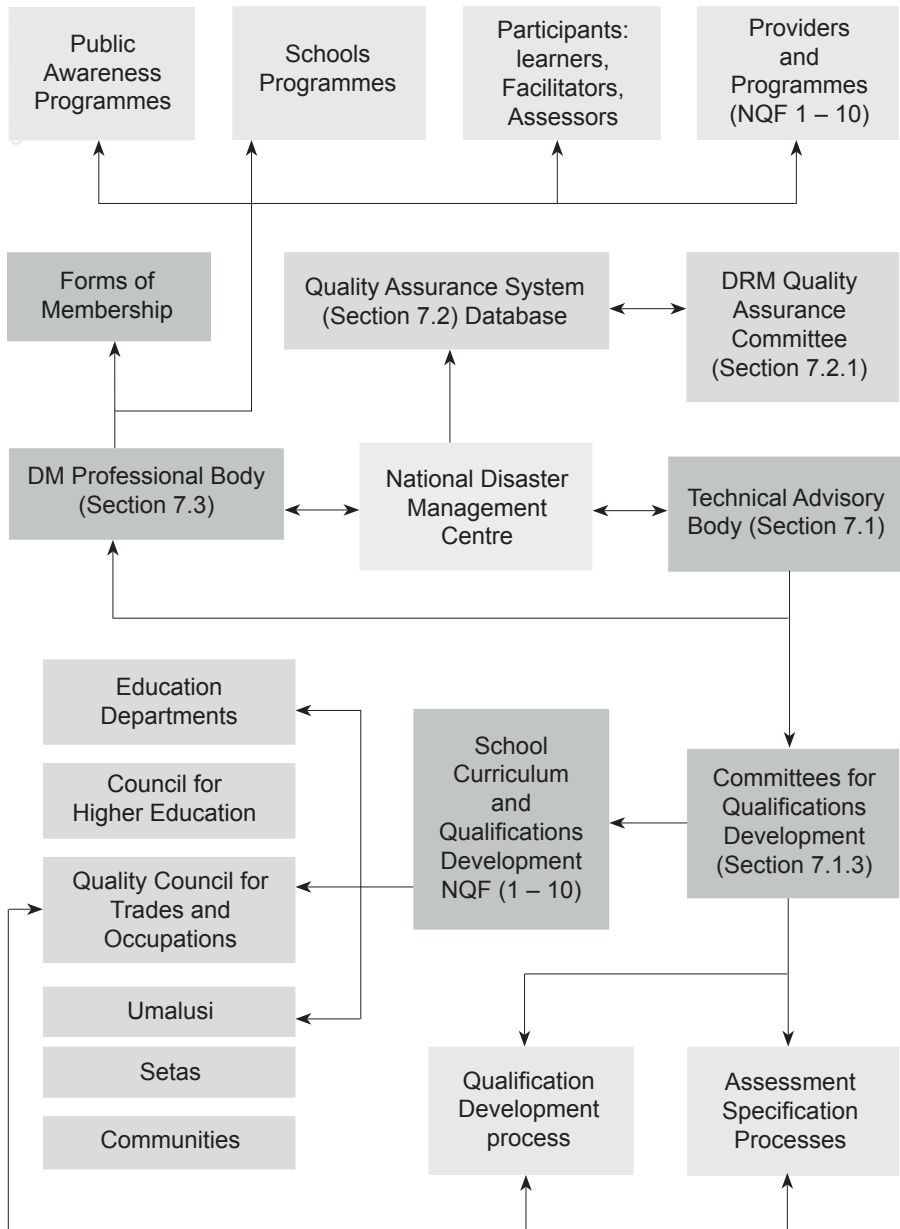 Public
Awareness
Programmes
Schools
Programmes
Participants:
learners,
Facilitators,
Assessors
Providers
and
Programmes
(NQF 1 – 10)
Forms of
Membership
Quality Assurance System
(Section 7.2) Database
DRM Quality
Assurance
Committee
(Section 7.2.1)
DM Professional Body
(Section 7.3)
National Disaster
Management
Centre
Technical Advisory
Body (Section 7.1)
Education
Departments
Council for
Higher Education
Quality Council for
Trades and
Occupations
Umalusi
Setas
Communities
School
Curriculum
and
Qualifications
Development
NQF (1 – 10)
Committees for
Qualifications
Development
(Section 7.1.3)
Qualification
Development
process
Assessment
Specification
Processes